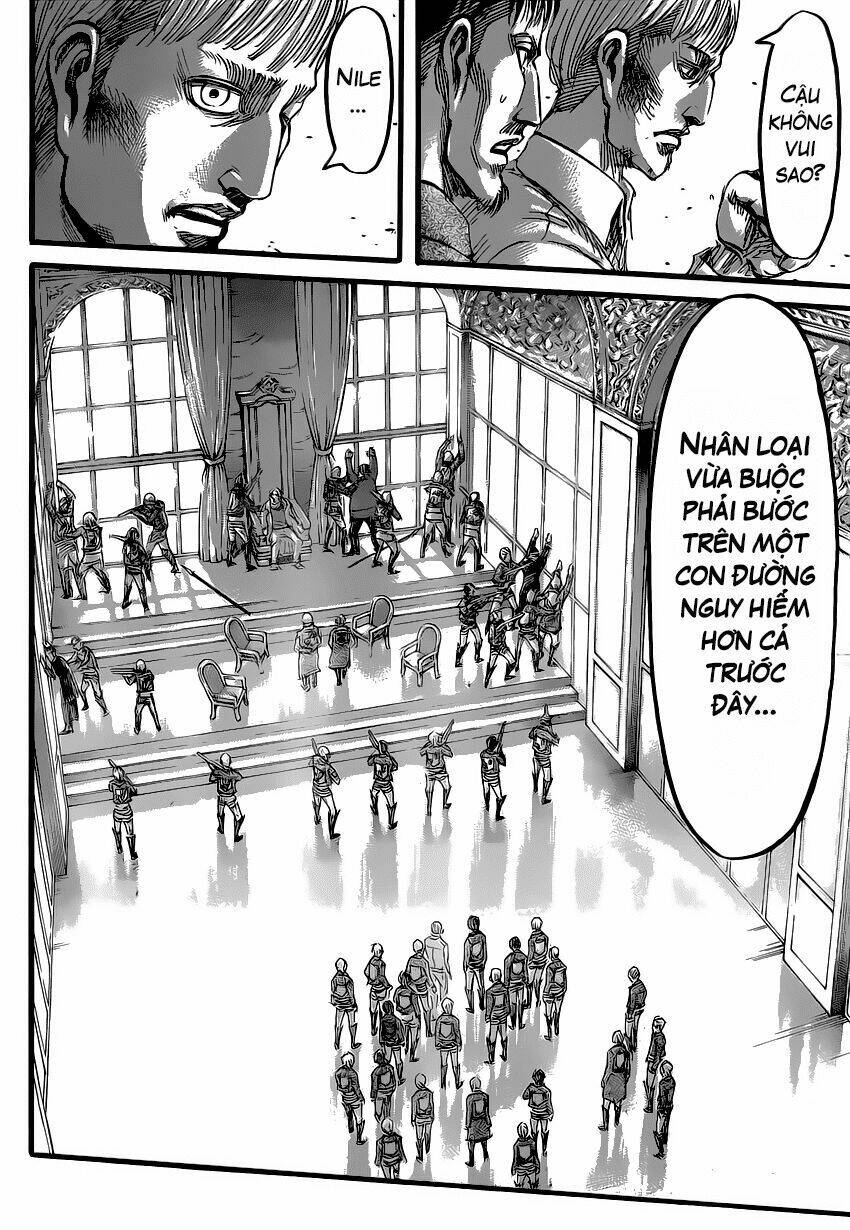 CẬU
KHÔNG
VUI
SAO?
NILE
...
NHÂN LOẠI
VỪA BUỘC
PHẢI BƯỚC
TRÊN MỘT
CON ĐƯỜNG
NGUY HIỂM
HƠN CẢ
TRƯỚC
ĐÂY...